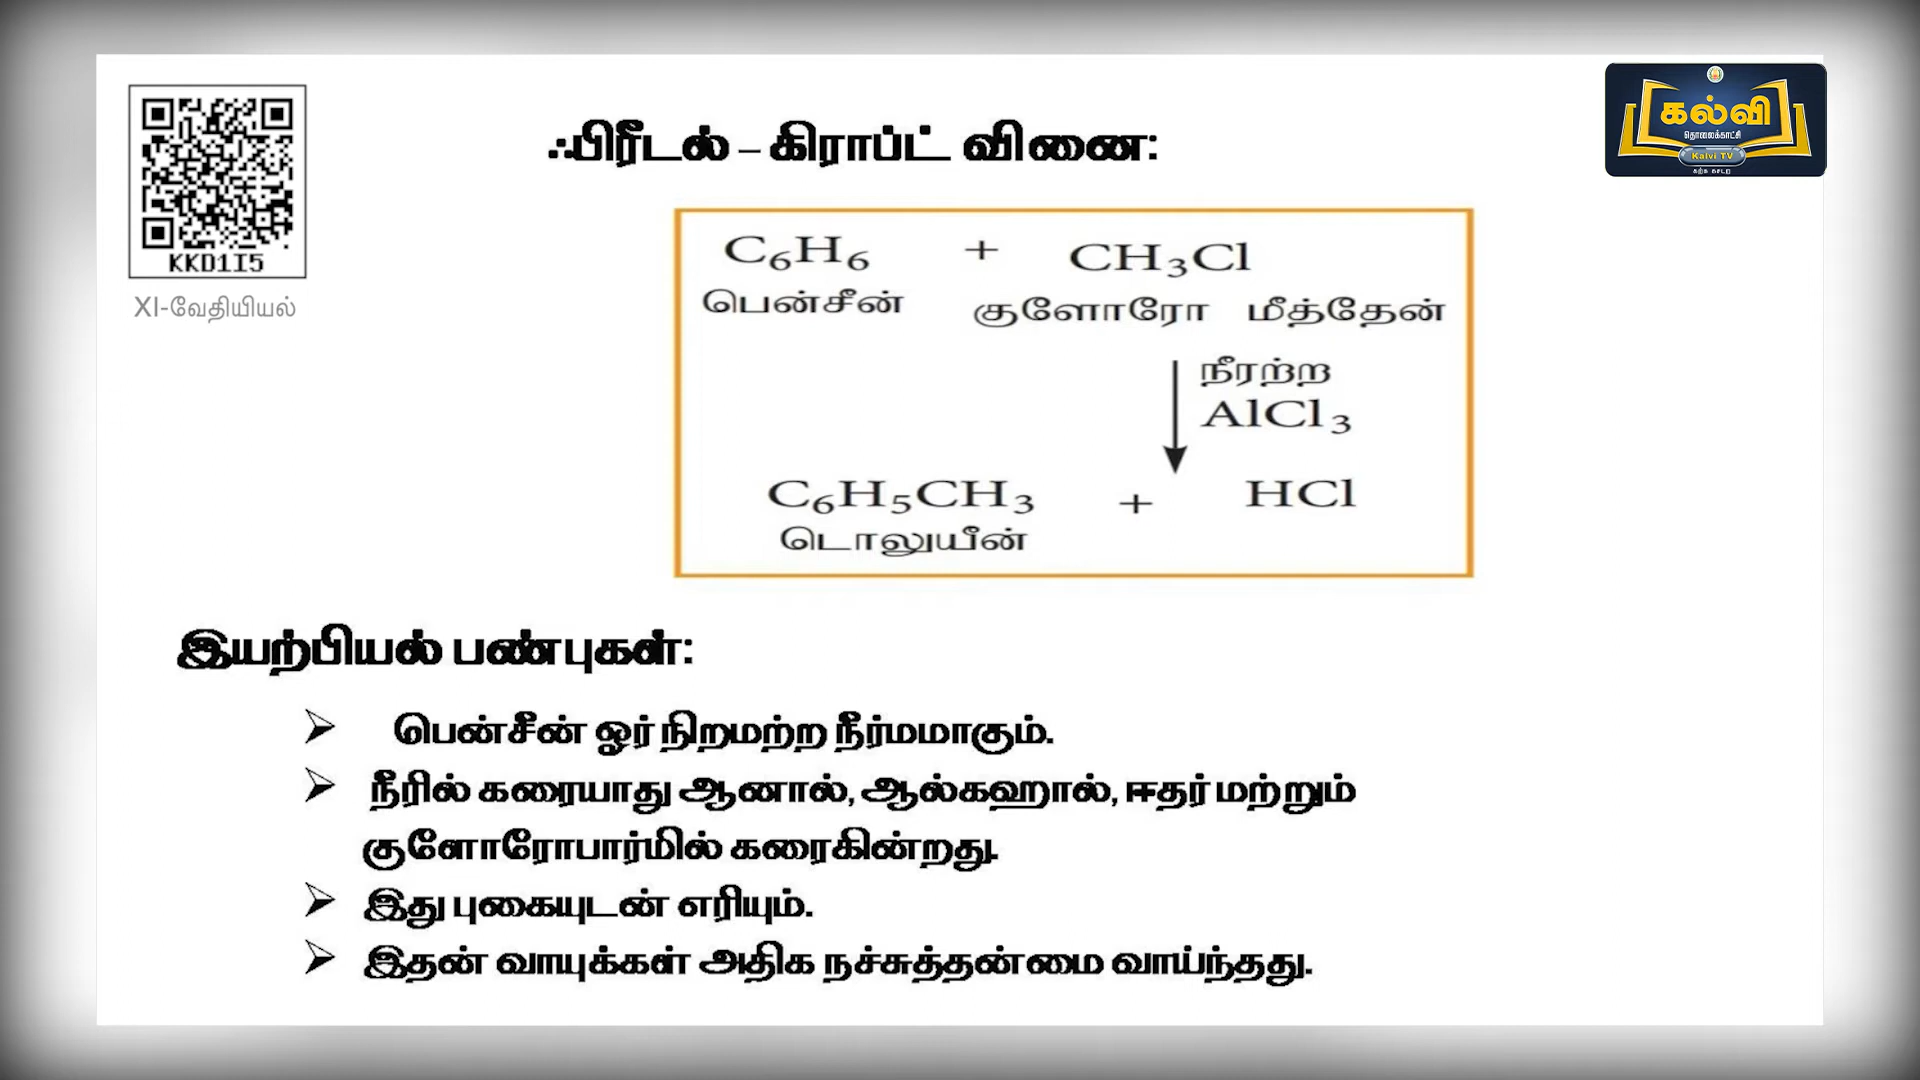 கல்வி
தொலைக்காட்சி
Kalvi TV
கற்க கசடற
ஃபிரீடல் – கிராப்ட் வினை:
KKD1I5
XI-வேதியியல்
C₆H₆ + CH₃Cl
பென்சீன் குளோரோ மீத்தேன்
நீரற்ற
AlCl₃
C₆H₅CH₃ + HCl
டொலுயீன்
இயற்பியல் பண்புகள்:
➢ பென்சீன் ஓர் நிறமற்ற நீர்மமாகும்.
➢ நீரில் கரையாது ஆனால், ஆல்கஹால், ஈதர் மற்றும்
குளோரோபார்மில் கரைகின்றது.
➢ இது புகையுடன் எரியும்.
➢ இதன் வாயுக்கள் அதிக நச்சுத்தன்மை வாய்ந்தது.